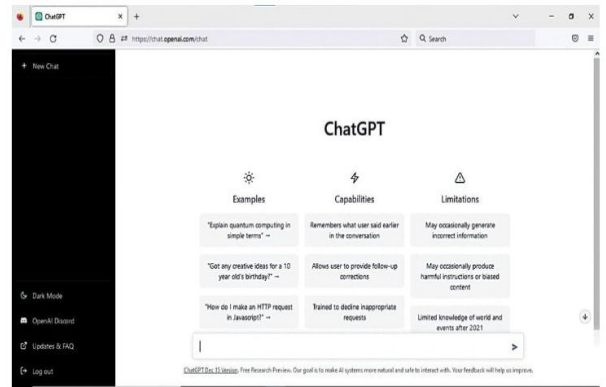 ChatGPT
https://chat.openai.com/chat
Search
New Chat
Dark Mode
OpenAI Discord
Updates & FAQ
Log out
ChatGPT
Examples
"Explain quantum computing in
simple terms" →
"Got any creative ideas for a 10
year old's birthday?" →
"How do I make an HTTP request
in Javascript?" →
Capabilities
Remembers what user said earlier
in the conversation
Allows user to provide follow-up
corrections
Trained to decline inappropriate
requests
Limitations
May occasionally generate
incorrect information
May occasionally produce
harmful instructions or biased
content
Limited knowledge of world and
events after 2021
ChatGPT Dec 15 Version. Free Research Preview. Our goal is to make AI systems more natural and safe to interact with. Your feedback will help us improve.